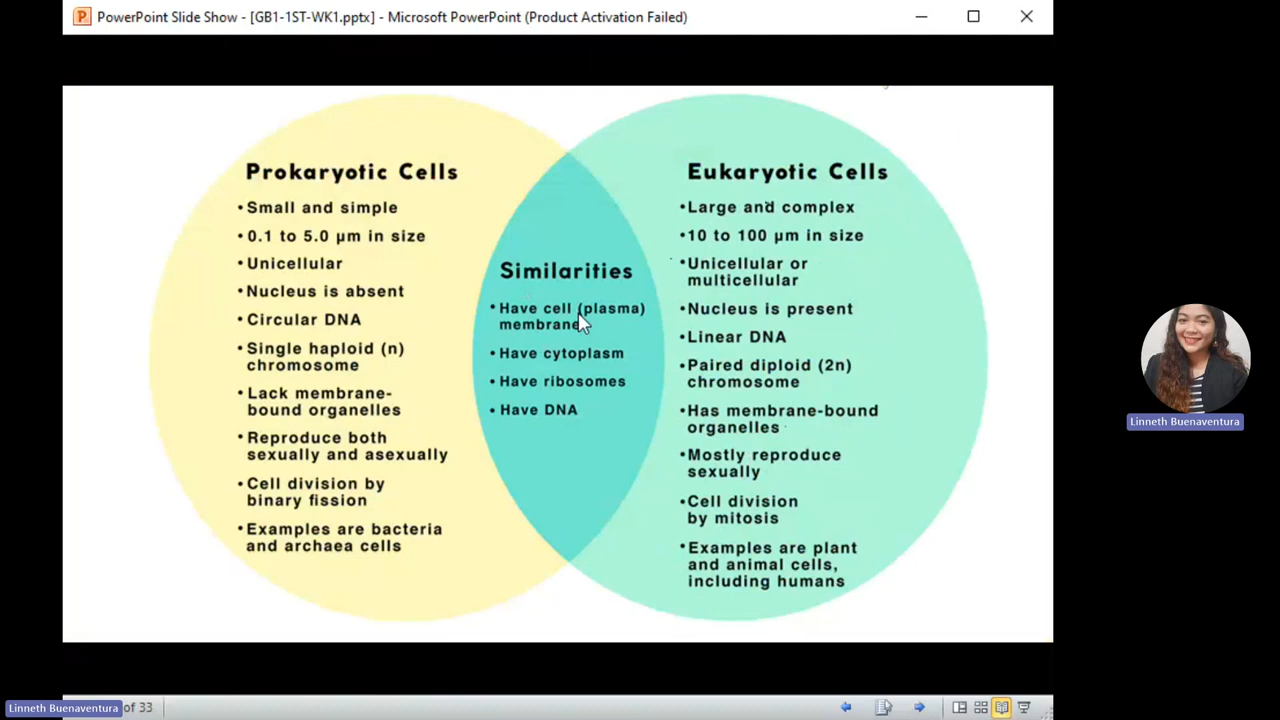 PowerPoint Slide Show - [GB1-1ST-WK1.pptx] - Microsoft PowerPoint (Product Activation Failed)
Prokaryotic Cells
•Small and simple
•0.1 to 5.0 µm in size
•Unicellular
•Nucleus is absent
•Circular DNA
•Single haploid (n)
chromosome
•Lack membrane-
bound organelles
•Reproduce both
sexually and asexually
•Cell division by
binary fission
•Examples are bacteria
and archaea cells
Similarities
•Have cell (plasma)
membrane
•Have cytoplasm
•Have ribosomes
•Have DNA
Eukaryotic Cells
•Large and complex
•10 to 100 µm in size
•Unicellular or
multicellular
•Nucleus is present
•Linear DNA
•Paired diploid (2n)
chromosome
•Has membrane-bound
organelles
•Mostly reproduce
sexually
•Cell division
by mitosis
•Examples are plant
and animal cells,
including humans
Linneth Buenaventura
Linneth Buenaventura
of 33